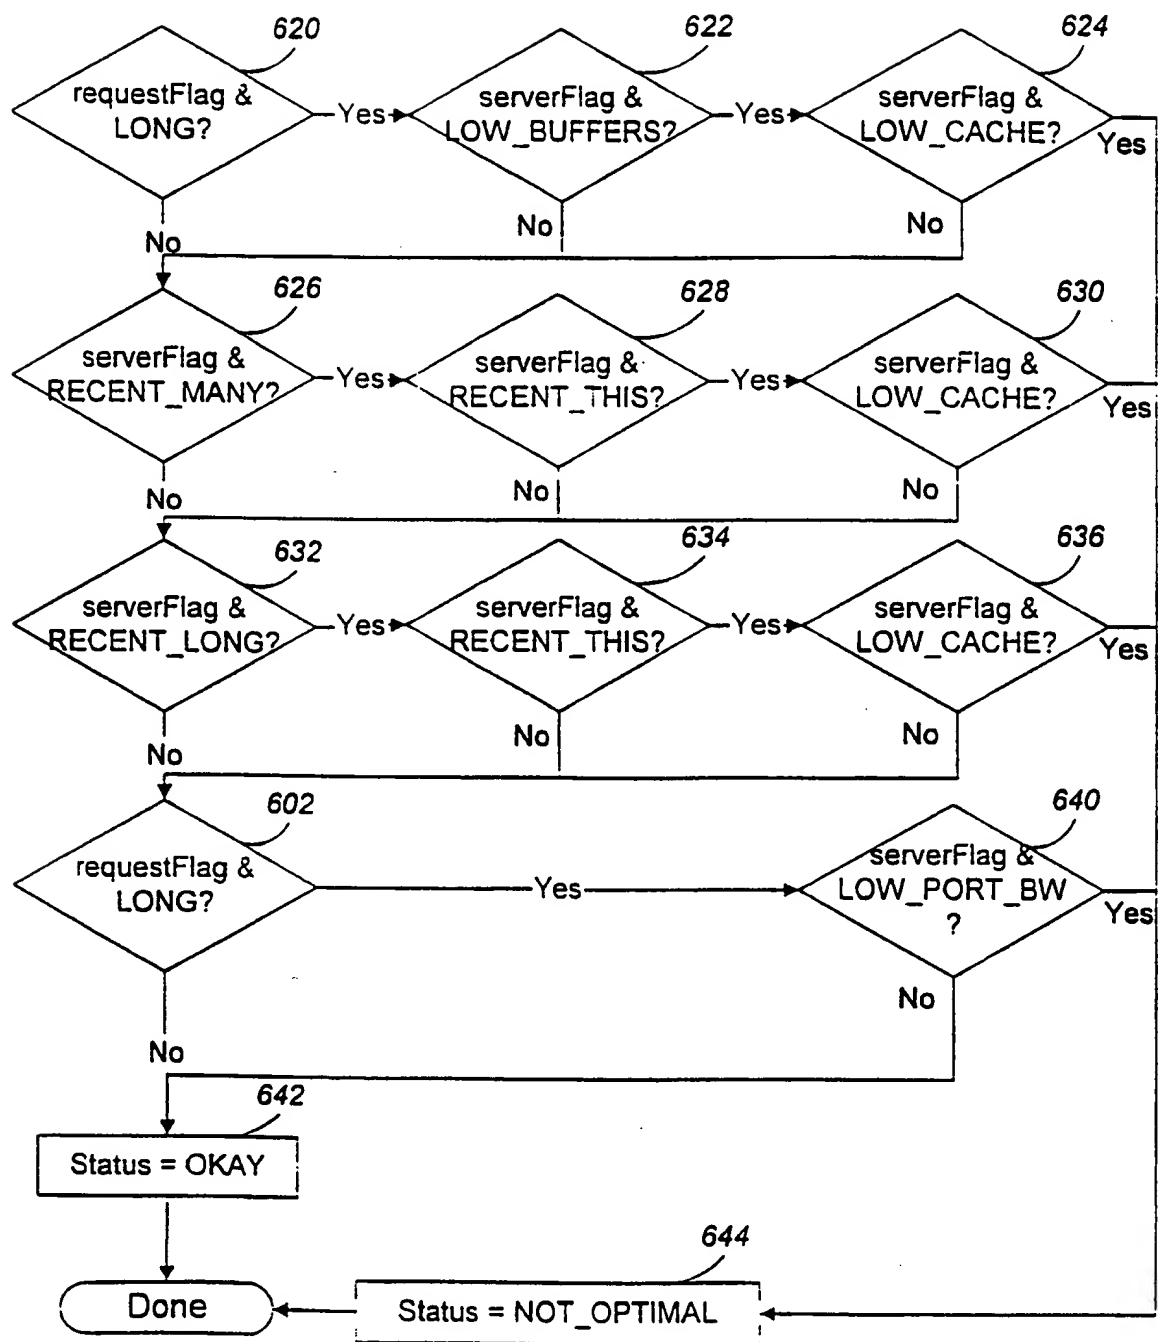 620
622
624
requestFlag &
LONG?
Yes
serverFlag &
LOW_BUFFERS?
Yes
serverFlag &
LOW_CACHE?
Yes
No
No
No
626
628
630
serverFlag &
RECENT_MANY?
Yes
serverFlag &
RECENT_THIS?
Yes
serverFlag &
LOW_CACHE?
Yes
No
No
No
632
634
636
serverFlag &
RECENT_LONG?
Yes
serverFlag &
RECENT_THIS?
Yes
serverFlag &
LOW_CACHE?
Yes
No
No
No
602
640
requestFlag &
LONG?
Yes
serverFlag &
LOW_PORT_BW
?
Yes
No
No
642
Status = OKAY
644
Done
Status = NOT_OPTIMAL